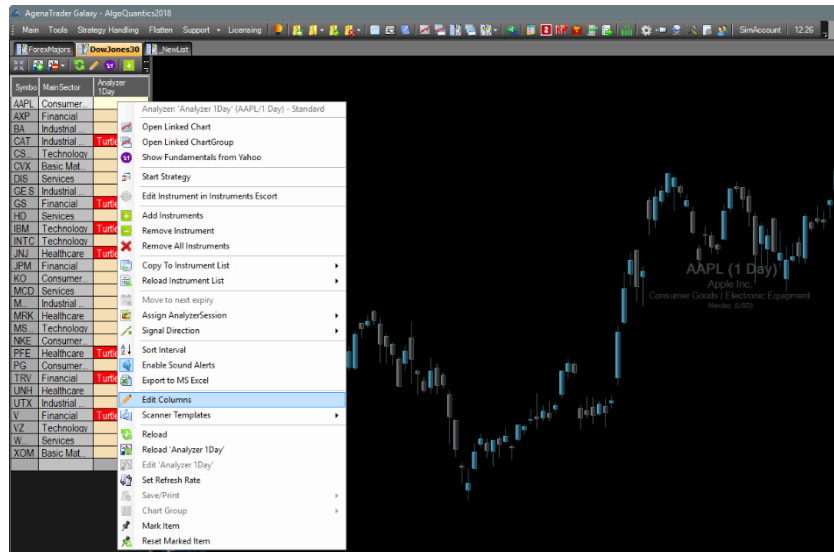 AgenaTrader Galaxy - AlgoQuantics2018
Main Tools Strategy Handling Flatten Support Licensing SimAccount 12.26
ForexMajors DowJones30 _NewList
Symbo MainSector Analyzer 1Day
AAPL Consumer...
AXP Financial
BA Industrial ...
CAT Industrial ... Turtle
CS... Technology
CVX Basic Mat...
DIS Services
GE.S Industrial ...
GS Financial Turtle
HD Services
IBM Technology Turtle
INTC Technology
JNJ Healthcare Turtle
JPM Financial
KO Consumer...
MCD Services
M... Industrial ...
MRK Healthcare
MS... Technology
NKE Consumer...
PFE Healthcare Turtle
PG Consumer...
TRV Financial Turtle
UNH Healthcare
UTX Industrial ...
V Financial Turtle
VZ Technology
W... Services
XOM Basic Mat...
Analyzer: 'Analyzer 1Day' (AAPL/1 Day) - Standard
Open Linked Chart
Open Linked ChartGroup
Show Fundamentals from Yahoo
Start Strategy
Edit Instrument in Instruments Escort
Add Instruments
Remove Instrument
Remove All Instruments
Copy To Instrument List
Reload Instrument List
Move to next expiry
Assign AnalyzerSession
Signal Direction
Sort Interval
Enable Sound Alerts
Export to MS Excel
Edit Columns
Scanner Templates
Reload
Reload 'Analyzer 1Day'
Edit 'Analyzer 1Day'
Set Refresh Rate
Save/Print
Chart Group
Mark Item
Reset Marked Item
AAPL (1 Day)
Apple Inc.
Consumer Goods / Electronic Equipment
Nasdaq (USD)